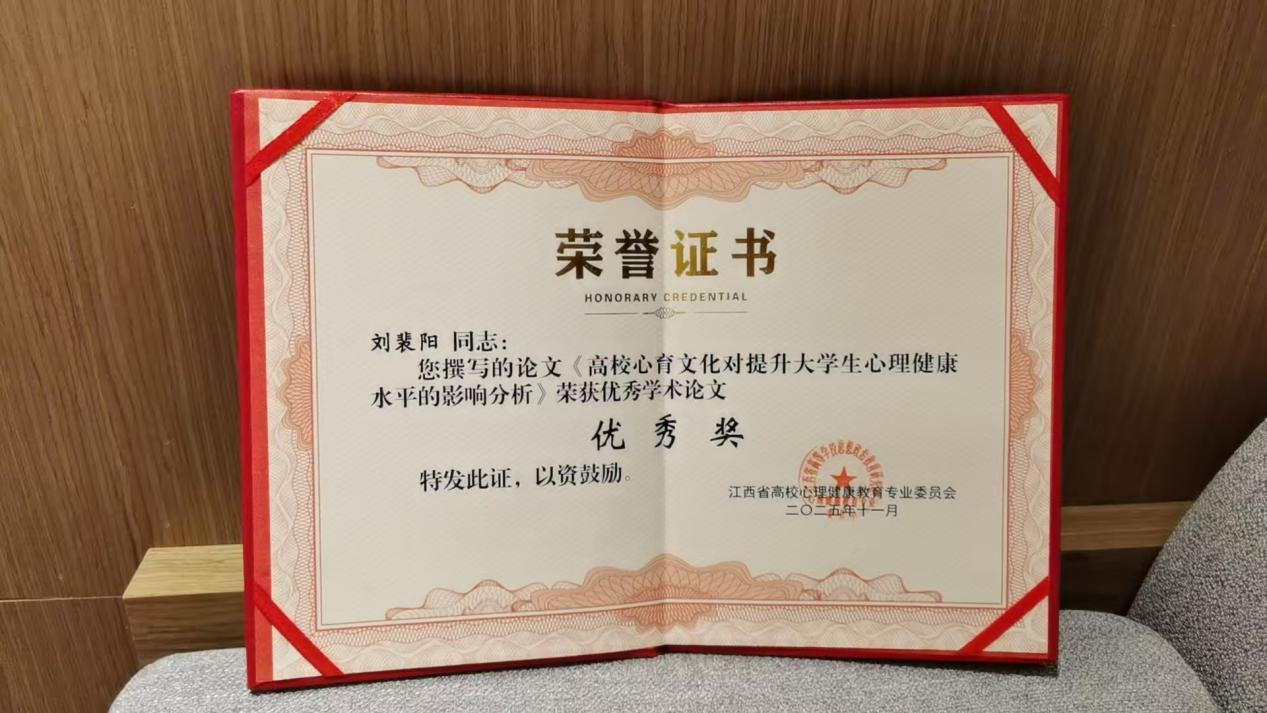 荣誉证书
HONORARY CREDENTIAL
刘裴阳 同志：
您撰写的论文《高校心育文化对提升大学生心理健康
水平的影响分析》荣获优秀学术论文
优秀奖
特发此证，以资鼓励。
江西省高校心理健康教育专业委员会
二〇二五年十一月